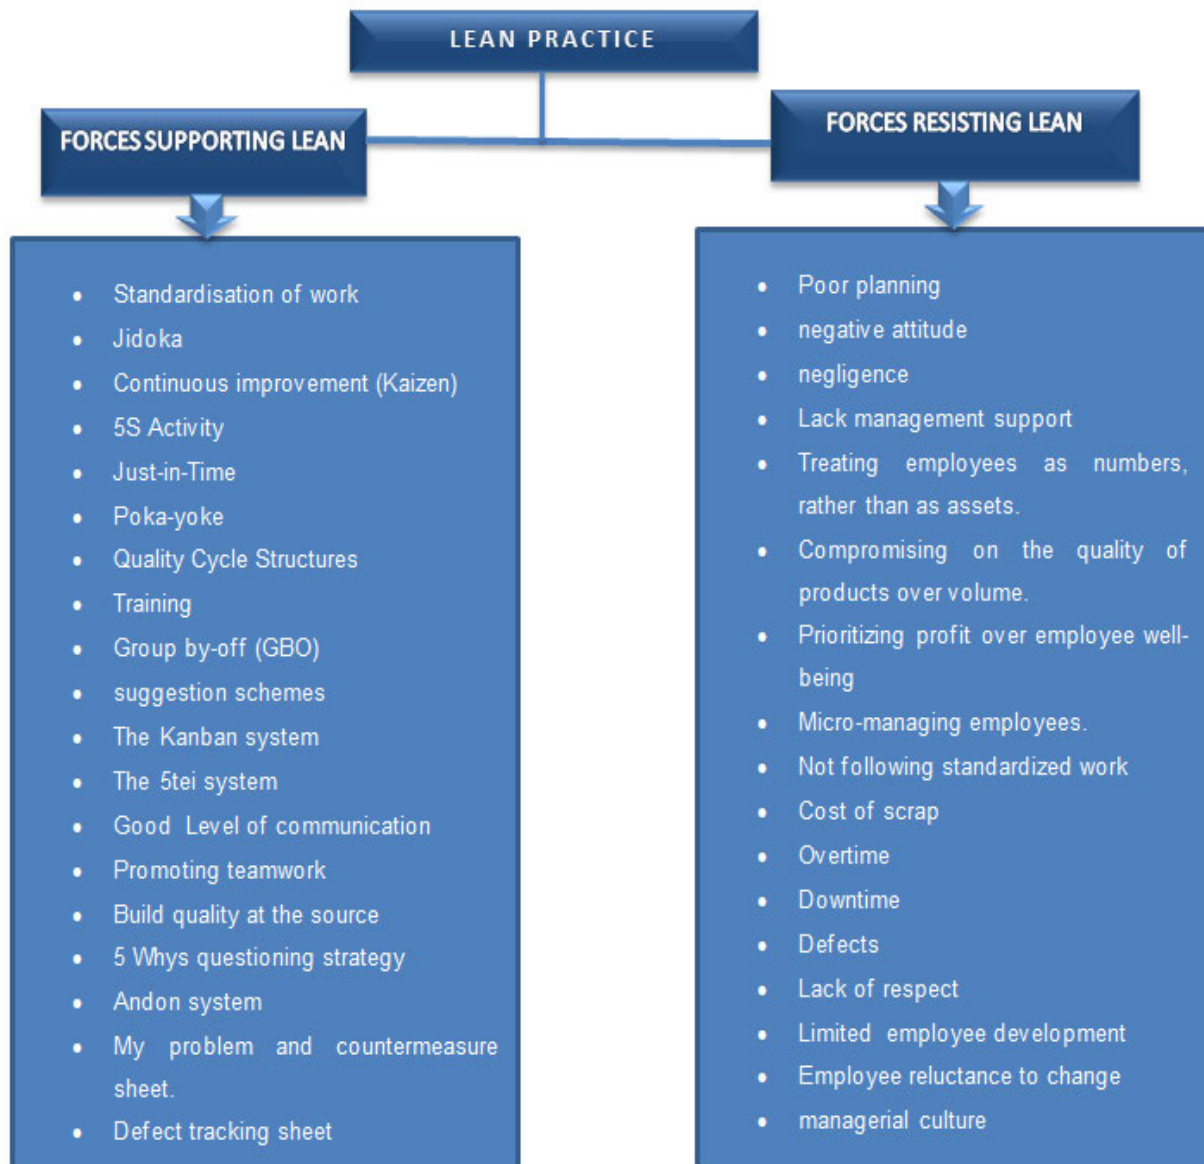 LEAN PRACTICE
FORCES SUPPORTING LEAN
• Standardisation of work
• Jidoka
• Continuous improvement (Kaizen)
• 5S Activity
• Just-in-Time
• Poka-yoke
• Quality Cycle Structures
• Training
• Group by-off (GBO)
• suggestion schemes
• The Kanban system
• The 5tei system
• Good Level of communication
• Promoting teamwork
• Build quality at the source
• 5 Whys questioning strategy
• Andon system
• My problem and countermeasure
sheet.
• Defect tracking sheet
FORCES RESISTING LEAN
• Poor planning
• negative attitude
• negligence
• Lack management support
• Treating employees as numbers,
rather than as assets.
• Compromising on the quality of
products over volume.
• Prioritizing profit over employee well-
being
• Micro-managing employees.
• Not following standardized work
• Cost of scrap
• Overtime
• Downtime
• Defects
• Lack of respect
• Limited employee development
• Employee reluctance to change
• managerial culture